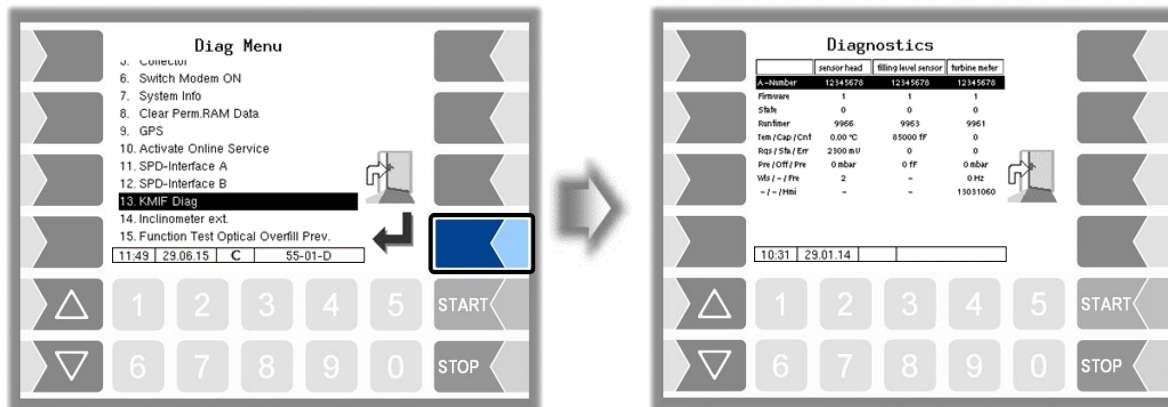 Diag Menu
5. Collector
6. Switch Modem ON
7. System Info
8. Clear Perm.RAM Data
9. GPS
10. Activate Online Service
11. SPD-Interface A
12. SPD-Interface B
13. KMIF Diag
14. Inclinometer ext.
15. Function Test Optical Overfill Prev.
11:49 29.06.15 C 55-01-D
1 2 3 4 5 START
6 7 8 9 0 STOP
Diagnostics
sensor head filling level sensor turbine meter
A-Number 12345678 12345678 12345678
Firmware 1 1 1
State 0 0 0
Runtimer 9966 9963 9961
Tem / Cap / Cnt 0.00 °C 85000 fF 0
Rqs / Sta / Err 2300 mV 0 0
Pre / Off / Pre 0 mbar 0 fF 0 mbar
Wls / - / Fre 2 - 0 Hz
- / - / Hmi - - 13031060
10:31 29.01.14
1 2 3 4 5 START
6 7 8 9 0 STOP